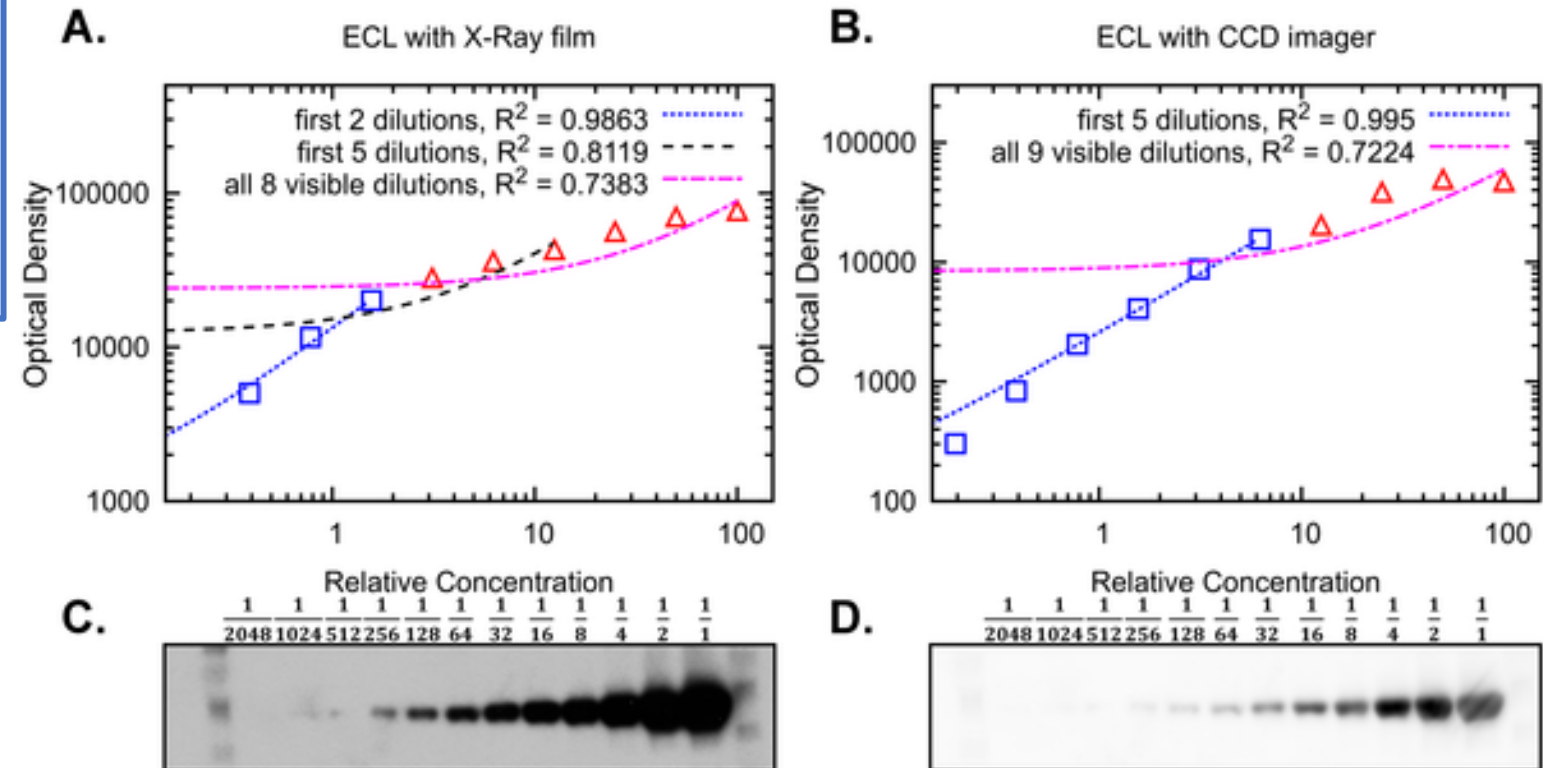 A.
ECL with X-Ray film
first 2 dilutions, R2 = 0.9863
first 5 dilutions, R2 = 0.8119
all 8 visible dilutions, R2 = 0.7383
Optical Density
100000
10000
1000
1 10 100
Relative Concentration
B.
ECL with CCD imager
first 5 dilutions, R2 = 0.995
all 9 visible dilutions, R2 = 0.7224
Optical Density
100000
10000
1000
100
1 10 100
Relative Concentration
C.
1 1 1 1 1 1 1 1 1 1 1 1
2048 1024 512 256 128 64 32 16 8 4 2 1
D.
1 1 1 1 1 1 1 1 1 1 1 1
2048 1024 512 256 128 64 32 16 8 4 2 1